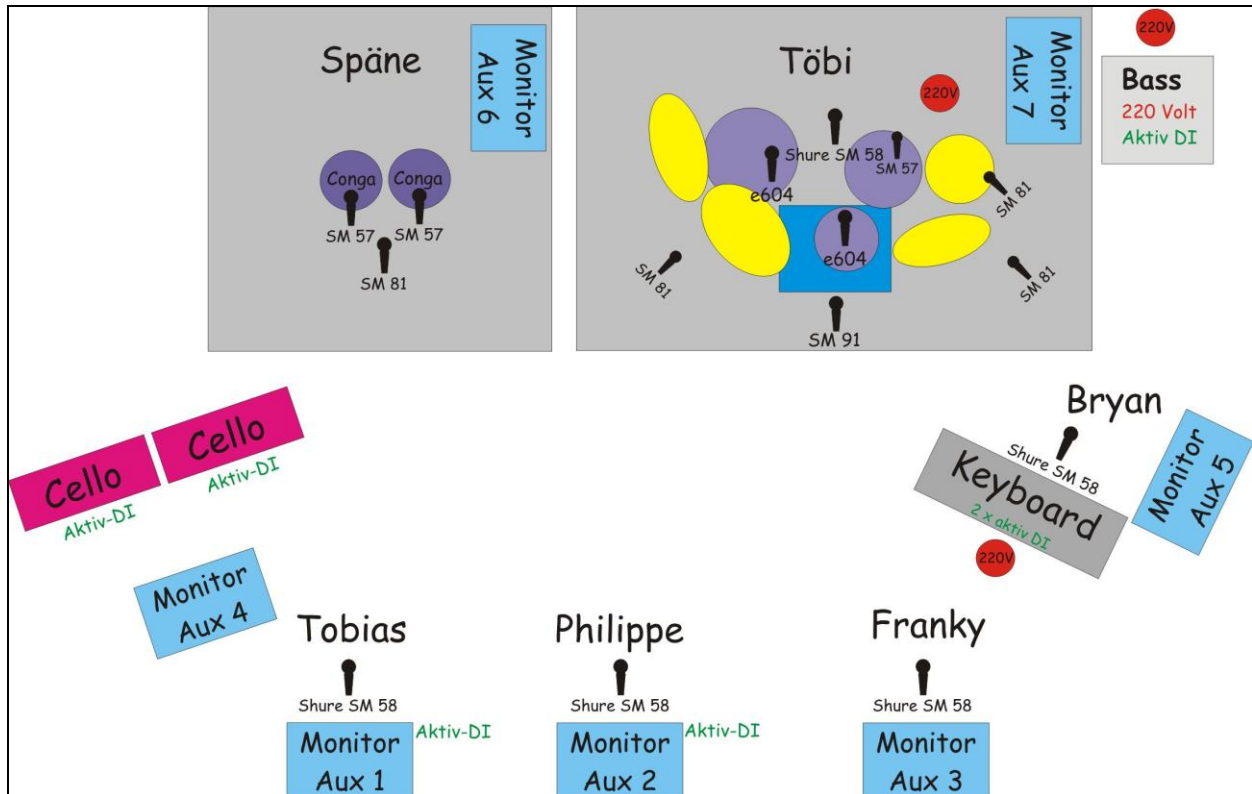 Späne
Monitor
Aux 6
Conga
Conga
SM 57
SM 57
SM 81
Töbi
220V
Monitor
Aux 7
Shure SM 58
SM 57
e604
SM 81
e604
SM 81
SM 81
SM 91
220V
Bass
220 Volt
Aktiv DI
Cello
Aktiv-DI
Cello
Aktiv-DI
Monitor
Aux 4
Bryan
Shure SM 58
Keyboard
2 x aktiv DI
220V
Monitor
Aux 5
Tobias
Shure SM 58
Monitor
Aux 1
Aktiv-DI
Philippe
Shure SM 58
Monitor
Aux 2
Aktiv-DI
Franky
Shure SM 58
Monitor
Aux 3